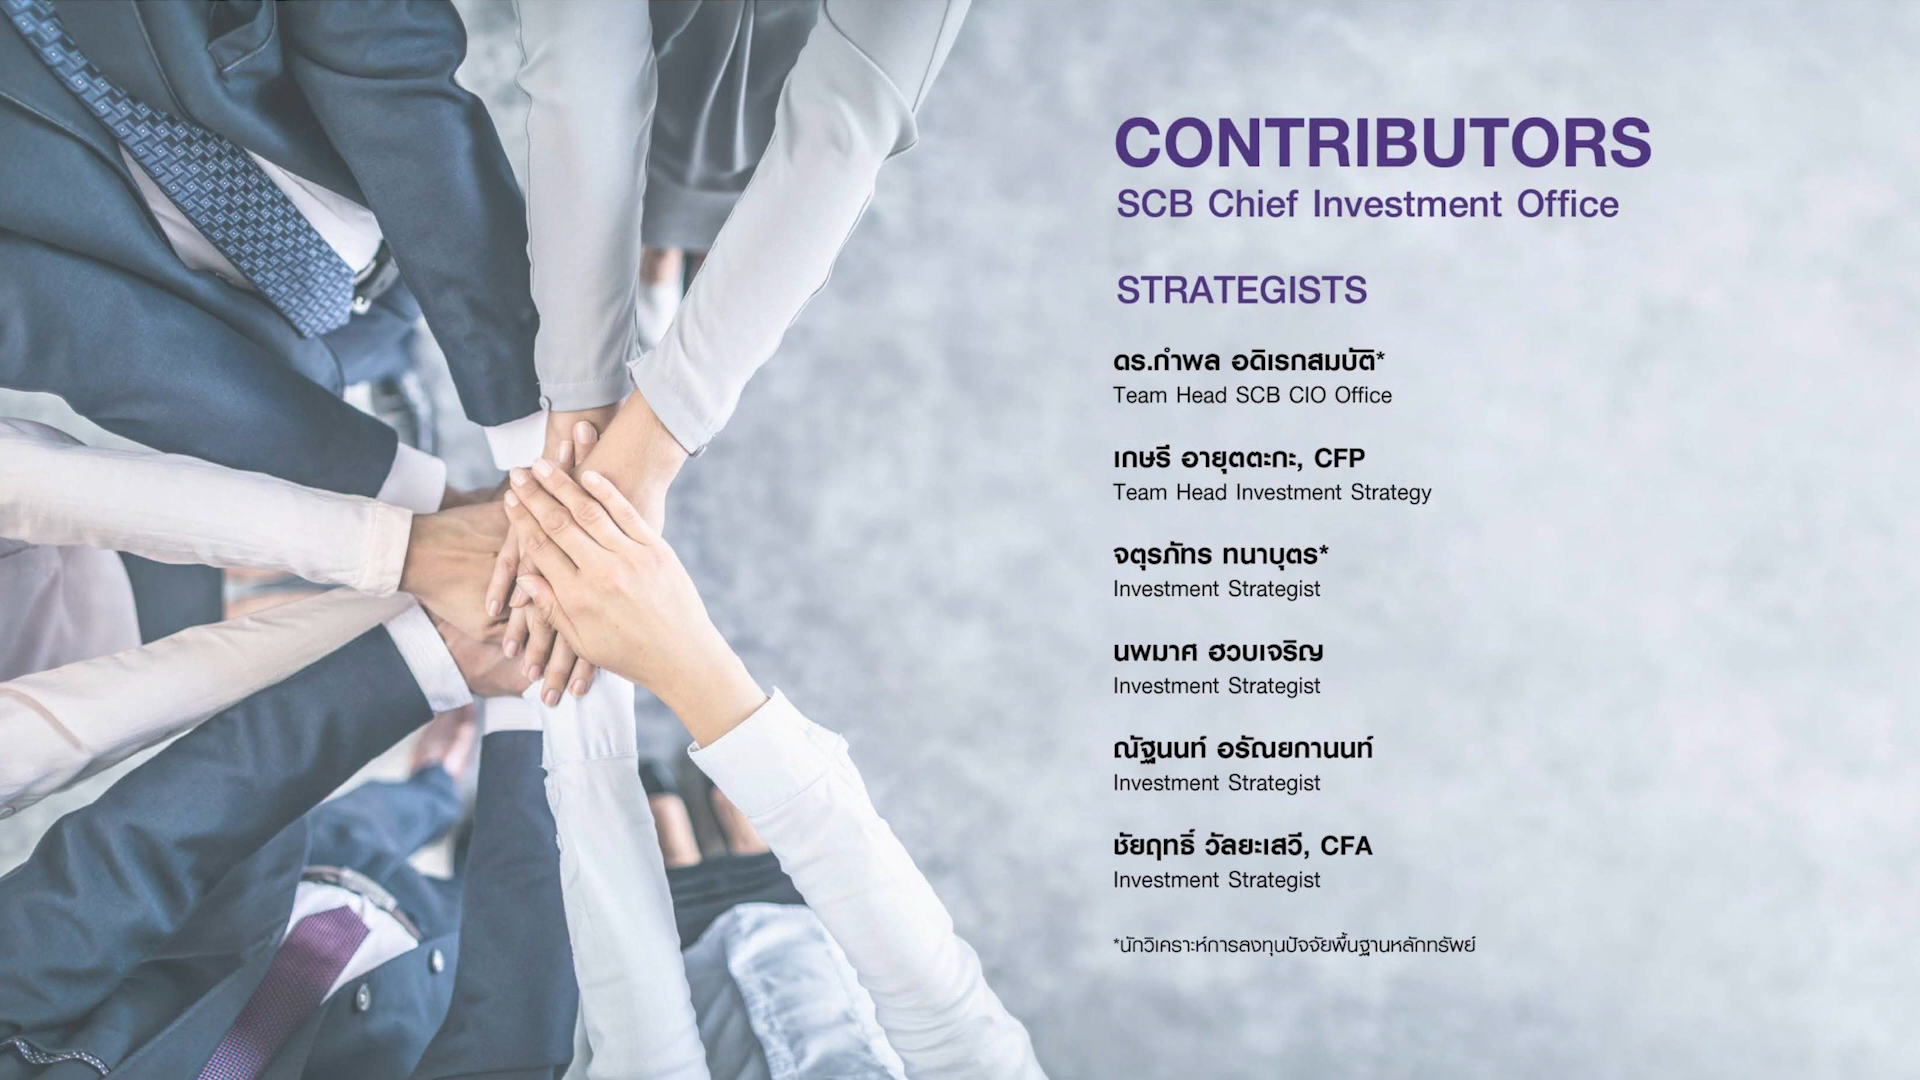 CONTRIBUTORS
SCB Chief Investment Office
STRATEGISTS
ดร.กำพล อดิเรกสมบัติ*
Team Head SCB CIO Office
เกษรี อายุตตะกะ, CFP
Team Head Investment Strategy
จตุรภัทร ทนาบุตร*
Investment Strategist
นพมาศ ฮวบเจริญ
Investment Strategist
ณัฐนนท์ อรัณยกานนท์
Investment Strategist
ชัยฤทธิ์ วัลยะเสวี, CFA
Investment Strategist
*นักวิเคราะห์การลงทุนปัจจัยพื้นฐานหลักทรัพย์